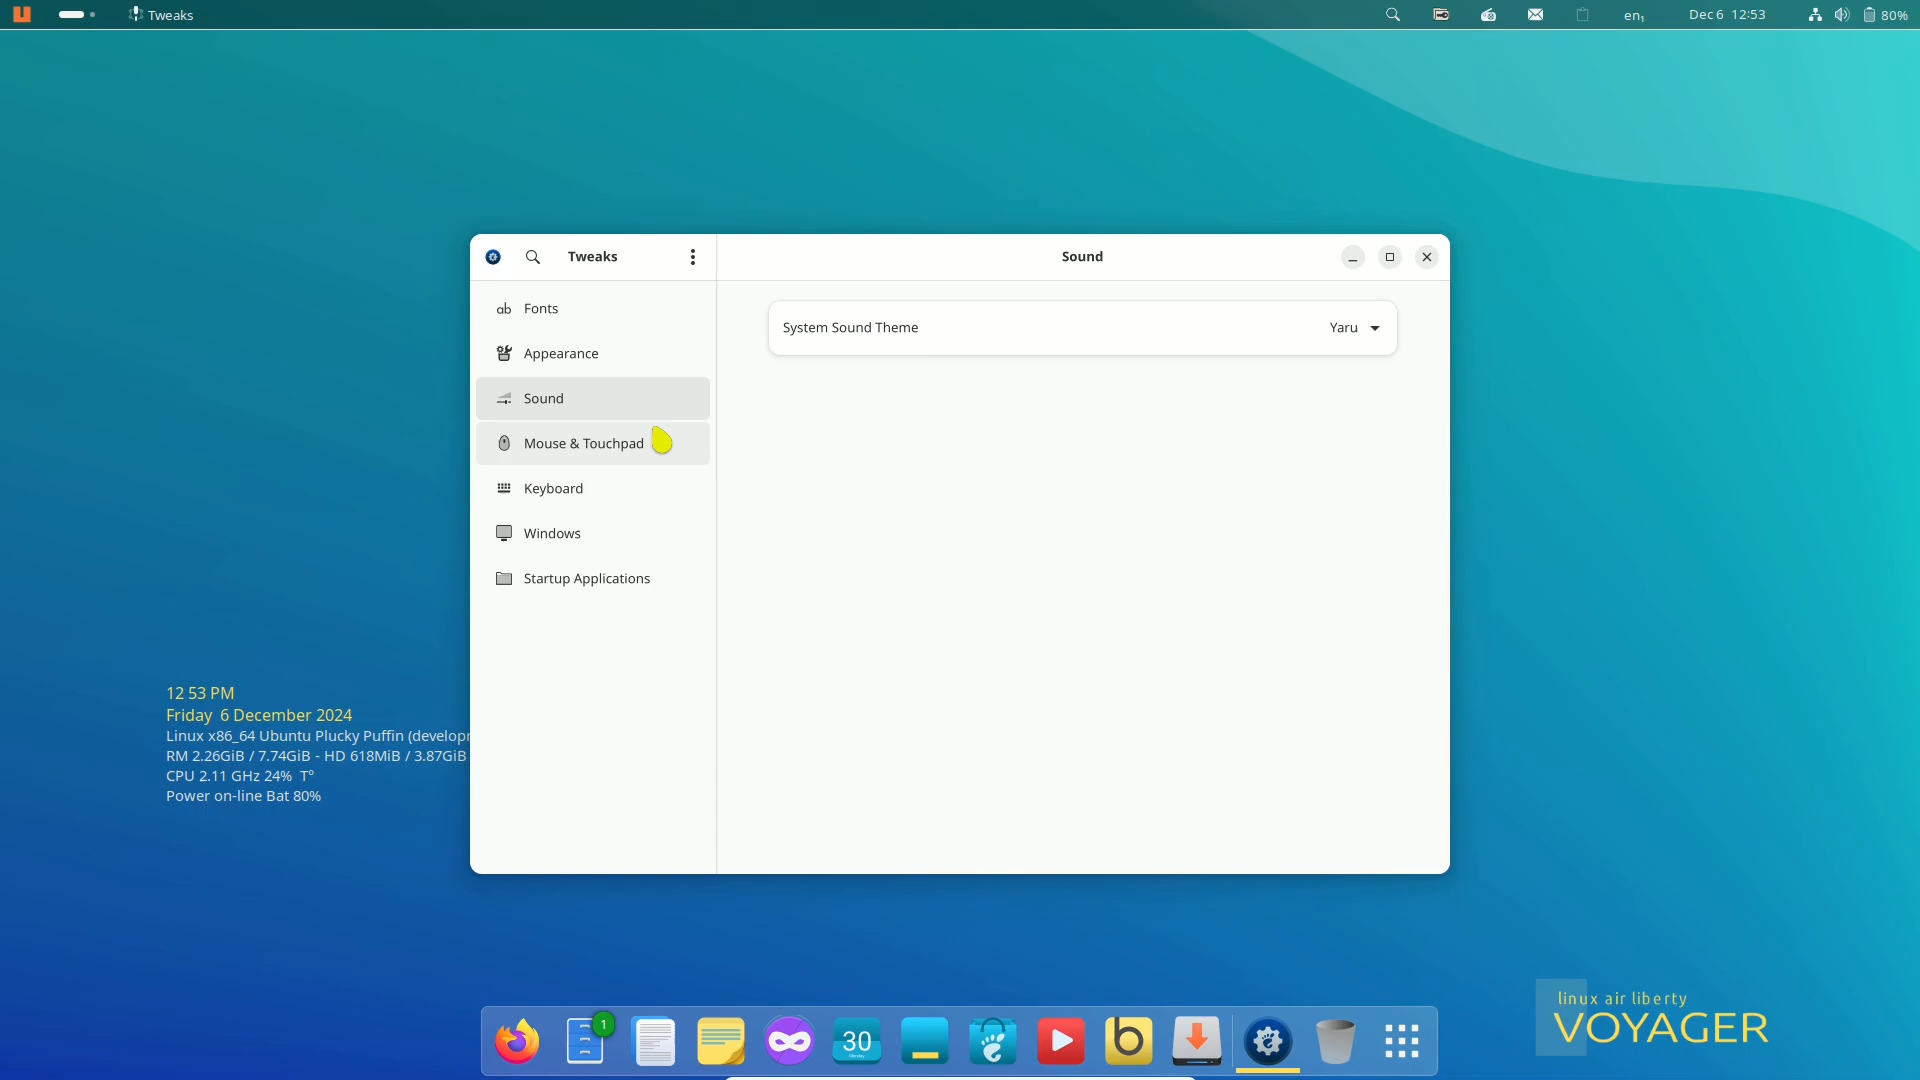 Tweaks
en₁
Dec 6 12:53
80%
Tweaks
Sound
Fonts
Appearance
Sound
Mouse & Touchpad
Keyboard
Windows
Startup Applications
System Sound Theme
Yaru
12 53 PM
Friday 6 December 2024
Linux x86_64 Ubuntu Plucky Puffin (develop
RM 2.26GiB / 7.74GiB - HD 618MiB / 3.87GiB
CPU 2.11 GHz 24% T°
Power on-line Bat 80%
linux air liberty
VOYAGER
1
30
Monday
b